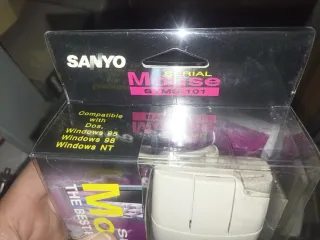 SANYO
SERIAL
Mouse
Compatible
with
Dos,
Windows 95
Windows 98
Windows NT
THE BEST